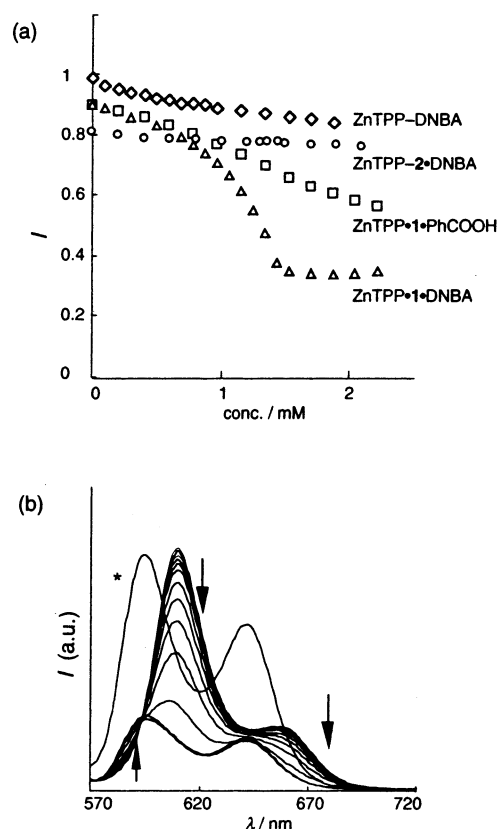 (a)
1
0.8
0.6
0.4
0.2
0
I
0
1
2
conc. / mM
ZnTPP–DNBA
ZnTPP–2•DNBA
ZnTPP•1•PhCOOH
ZnTPP•1•DNBA
(b)
*
I (a.u.)
570
620
670
720
λ / nm